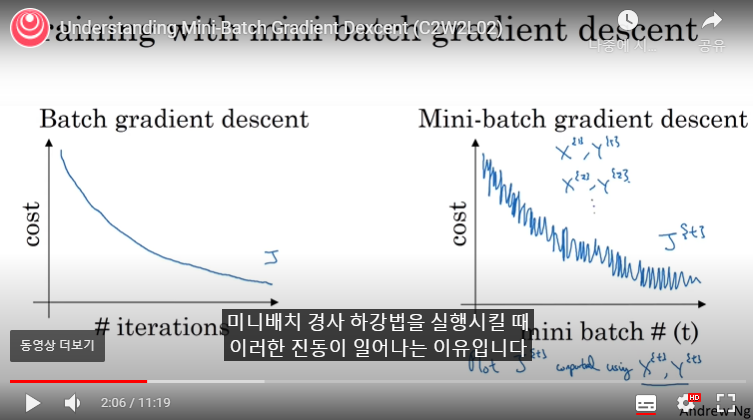 Training with mini batch gradient descent
Understanding Mini-Batch Gradient Dexcent (C2W2L02)
나중에 시...
공유
Batch gradient descent
Mini-batch gradient descent
X{1}, Y{1}
X{2}, Y{2}
⋮
cost
J
cost
J{t}
# iterations
mini batch # (t)
미니배치 경사 하강법을 실행시킬 때
이러한 진동이 일어나는 이유입니다
동영상 더보기
Plot J{t} computed using X{t}, Y{t}
2:06 / 11:19
HD
Andrew Ng